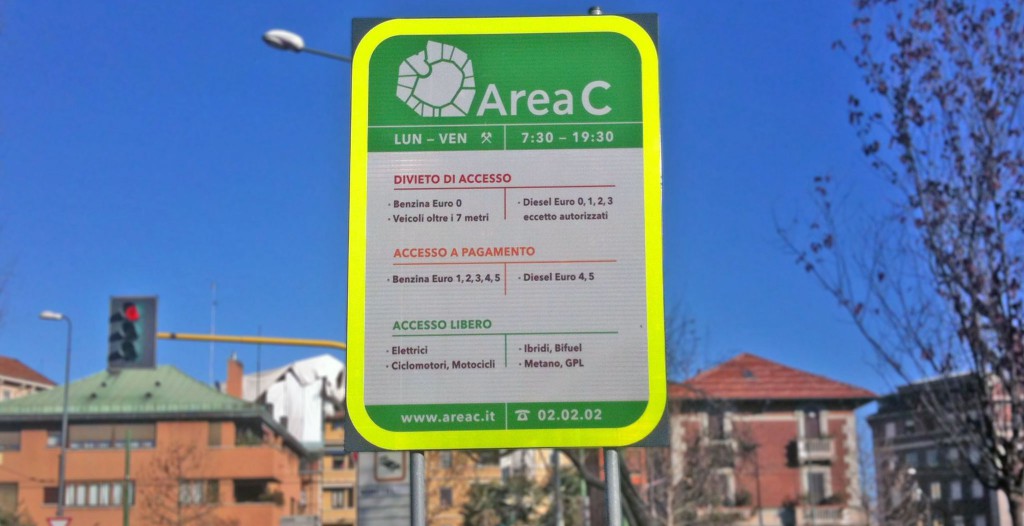 Area C
LUN – VEN ⚒ 7:30 – 19:30
DIVIETO DI ACCESSO
· Benzina Euro 0
· Veicoli oltre i 7 metri
· Diesel Euro 0, 1, 2, 3
eccetto autorizzati
ACCESSO A PAGAMENTO
· Benzina Euro 1, 2, 3, 4, 5
· Diesel Euro 4, 5
ACCESSO LIBERO
· Elettrici
· Ciclomotori, Motocicli
· Ibridi, Bifuel
· Metano, GPL
www.areac.it ☎ 02.02.02